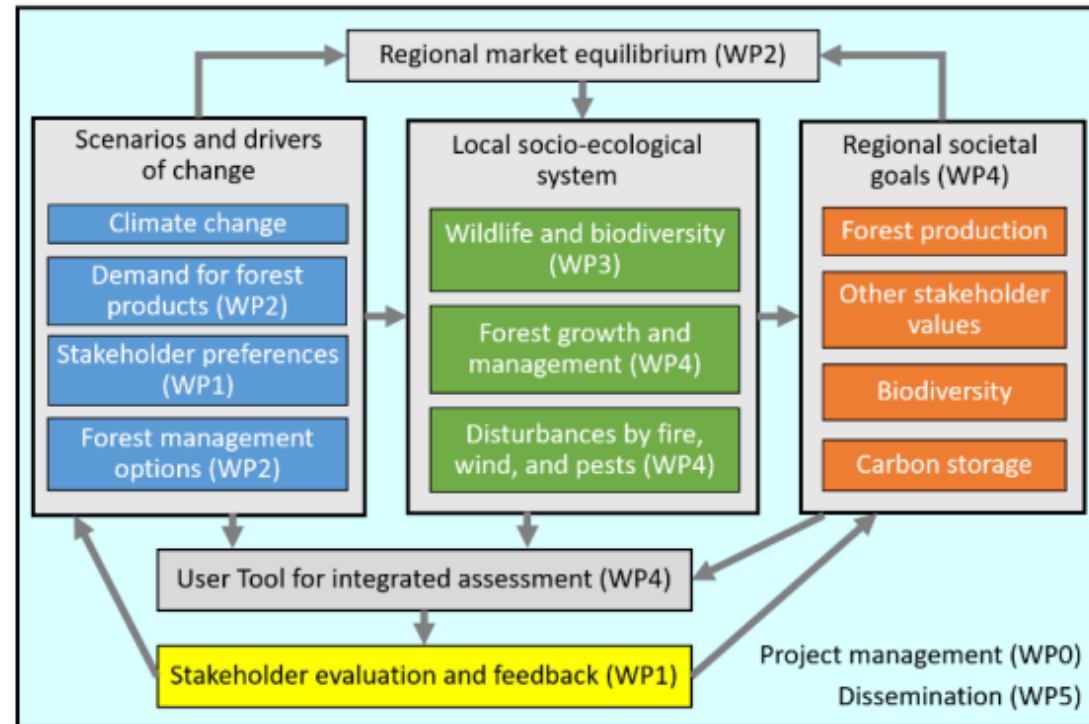 Regional market equilibrium (WP2)
Scenarios and drivers
of change
Climate change
Demand for forest
products (WP2)
Stakeholder preferences
(WP1)
Forest management
options (WP2)
Local socio-ecological
system
Wildlife and biodiversity
(WP3)
Forest growth and
management (WP4)
Disturbances by fire,
wind, and pests (WP4)
Regional societal
goals (WP4)
Forest production
Other stakeholder
values
Biodiversity
Carbon storage
User Tool for integrated assessment (WP4)
Stakeholder evaluation and feedback (WP1)
Project management (WP0)
Dissemination (WP5)